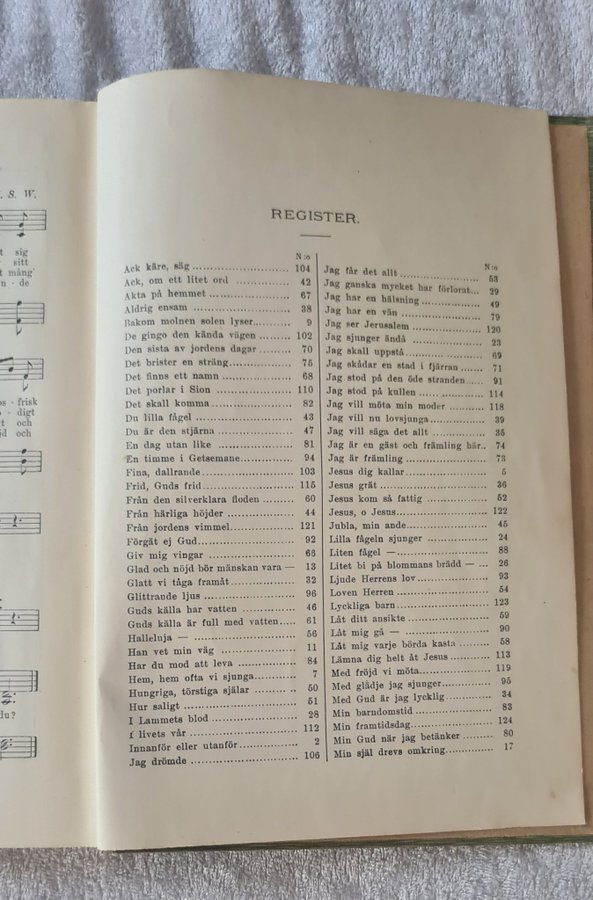 . S. W.
t sig
sitt
t mång'
n - de
os - frisk
o - digt
tt och
jd och
du?
REGISTER.
N:o
Ack käre, säg ........ 104
Ack, om ett litet ord ........ 42
Akta på hemmet ........ 67
Aldrig ensam ........ 38
Bakom molnen solen lyser ........ 9
De gingo den kända vägen ........ 102
Den sista av jordens dagar ........ 70
Det brister en sträng ........ 75
Det finns ett namn ........ 68
Det porlar i Sion ........ 110
Det skall komma ........ 82
Du lilla fågel ........ 43
Du är den stjärna ........ 47
En dag utan like ........ 81
En timme i Getsemane ........ 94
Fina, dallrande ........ 103
Frid, Guds frid ........ 115
Från den silverklara floden ........ 60
Från härliga höjder ........ 44
Från jordens vimmel ........ 121
Förgät ej Gud ........ 92
Giv mig vingar ........ 63
Glad och nöjd bör mänskan vara — 13
Glatt vi tåga framåt ........ 32
Glittrande ljus ........ 96
Guds källa har vatten ........ 46
Guds källa är full med vatten ..... 61
Halleluja — ........ 56
Han vet min väg ........ 11
Har du mod att leva ........ 84
Hem, hem ofta vi sjunga ........ 7
Hungriga, törstiga själar ........ 50
Hur saligt ........ 51
I Lammets blod ........ 28
I livets vår ........ 112
Innanför eller utanför ........ 2
Jag drömde ........ 106
N:o
Jag får det allt ........ 53
Jag ganska mycket har förlorat... 29
Jag har en hälsning ........ 49
Jag har en vän ........ 79
Jag ser Jerusalem ........ 120
Jag sjunger ändå ........ 23
Jag skall uppstå ........ 69
Jag skådar en stad i fjärran ........ 71
Jag stod på den öde stranden ..... 91
Jag stod på kullen ........ 114
Jag vill möta min moder ........ 118
Jag vill nu lovsjunga ........ 39
Jag vill säga det allt ........ 35
Jag är en gäst och främling här.. 74
Jag är främling ........ 73
Jesus dig kallar ........ 5
Jesus grät ........ 36
Jesus kom så fattig ........ 52
Jesus, o Jesus ........ 122
Jubla, min ande ........ 45
Lilla fågeln sjunger ........ 24
Liten fågel — ........ 88
Litet bi på blommans brädd — ... 26
Ljude Herrens lov ........ 93
Loven Herren ........ 54
Lyckliga barn ........ 123
Låt ditt ansikte ........ 59
Låt mig gå — ........ 90
Låt mig varje börda kasta ........ 58
Lämna dig helt åt Jesus ........ 113
Med fröjd vi möta ........ 119
Med glädje jag sjunger ........ 95
Med Gud är jag lycklig ........ 34
Min barndomstid ........ 83
Min framtidsdag ........ 124
Min Gud när jag betänker ........ 80
Min själ drevs omkring ........ 17